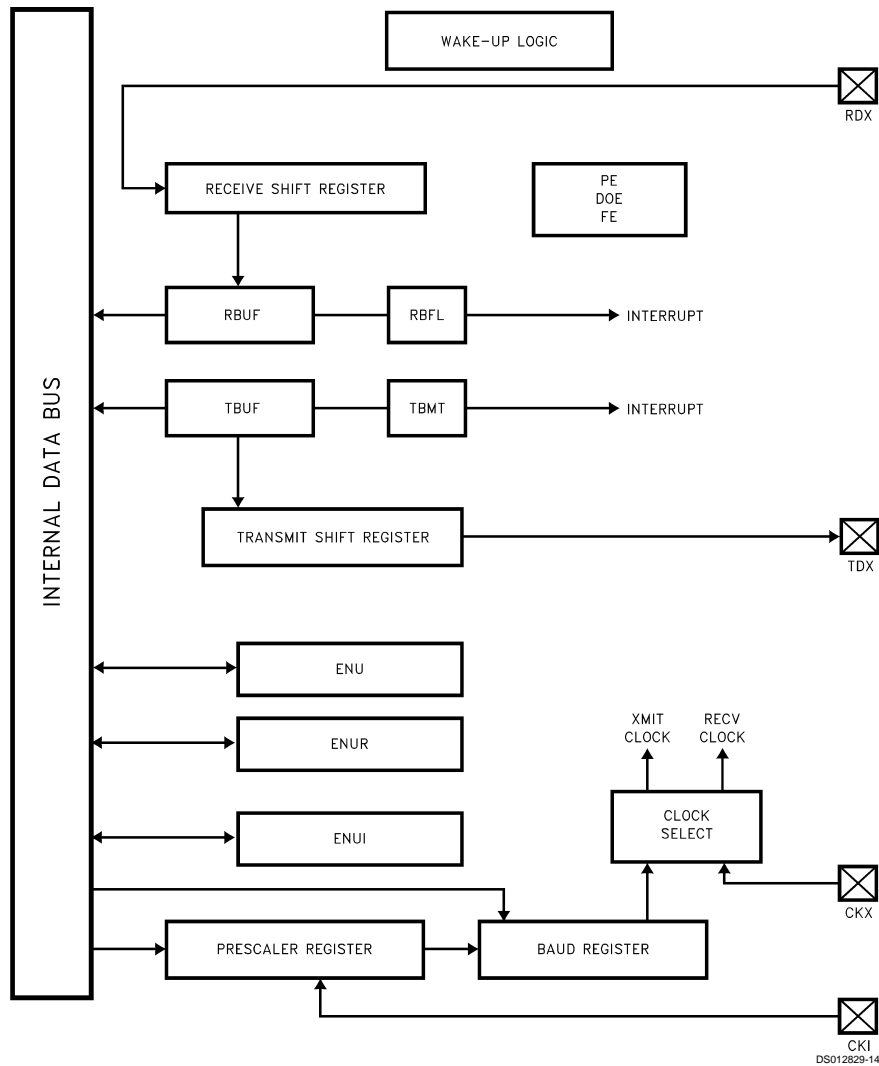 WAKE-UP LOGIC
RDX
RECEIVE SHIFT REGISTER
PE
DOE
FE
RBUF
RBFL
INTERRUPT
INTERNAL DATA BUS
TBUF
TBMT
INTERRUPT
TRANSMIT SHIFT REGISTER
TDX
ENU
XMIT
CLOCK
RECV
CLOCK
ENUR
CLOCK
SELECT
ENUI
CKX
PRESCALER REGISTER
BAUD REGISTER
CKI
DS012829-14